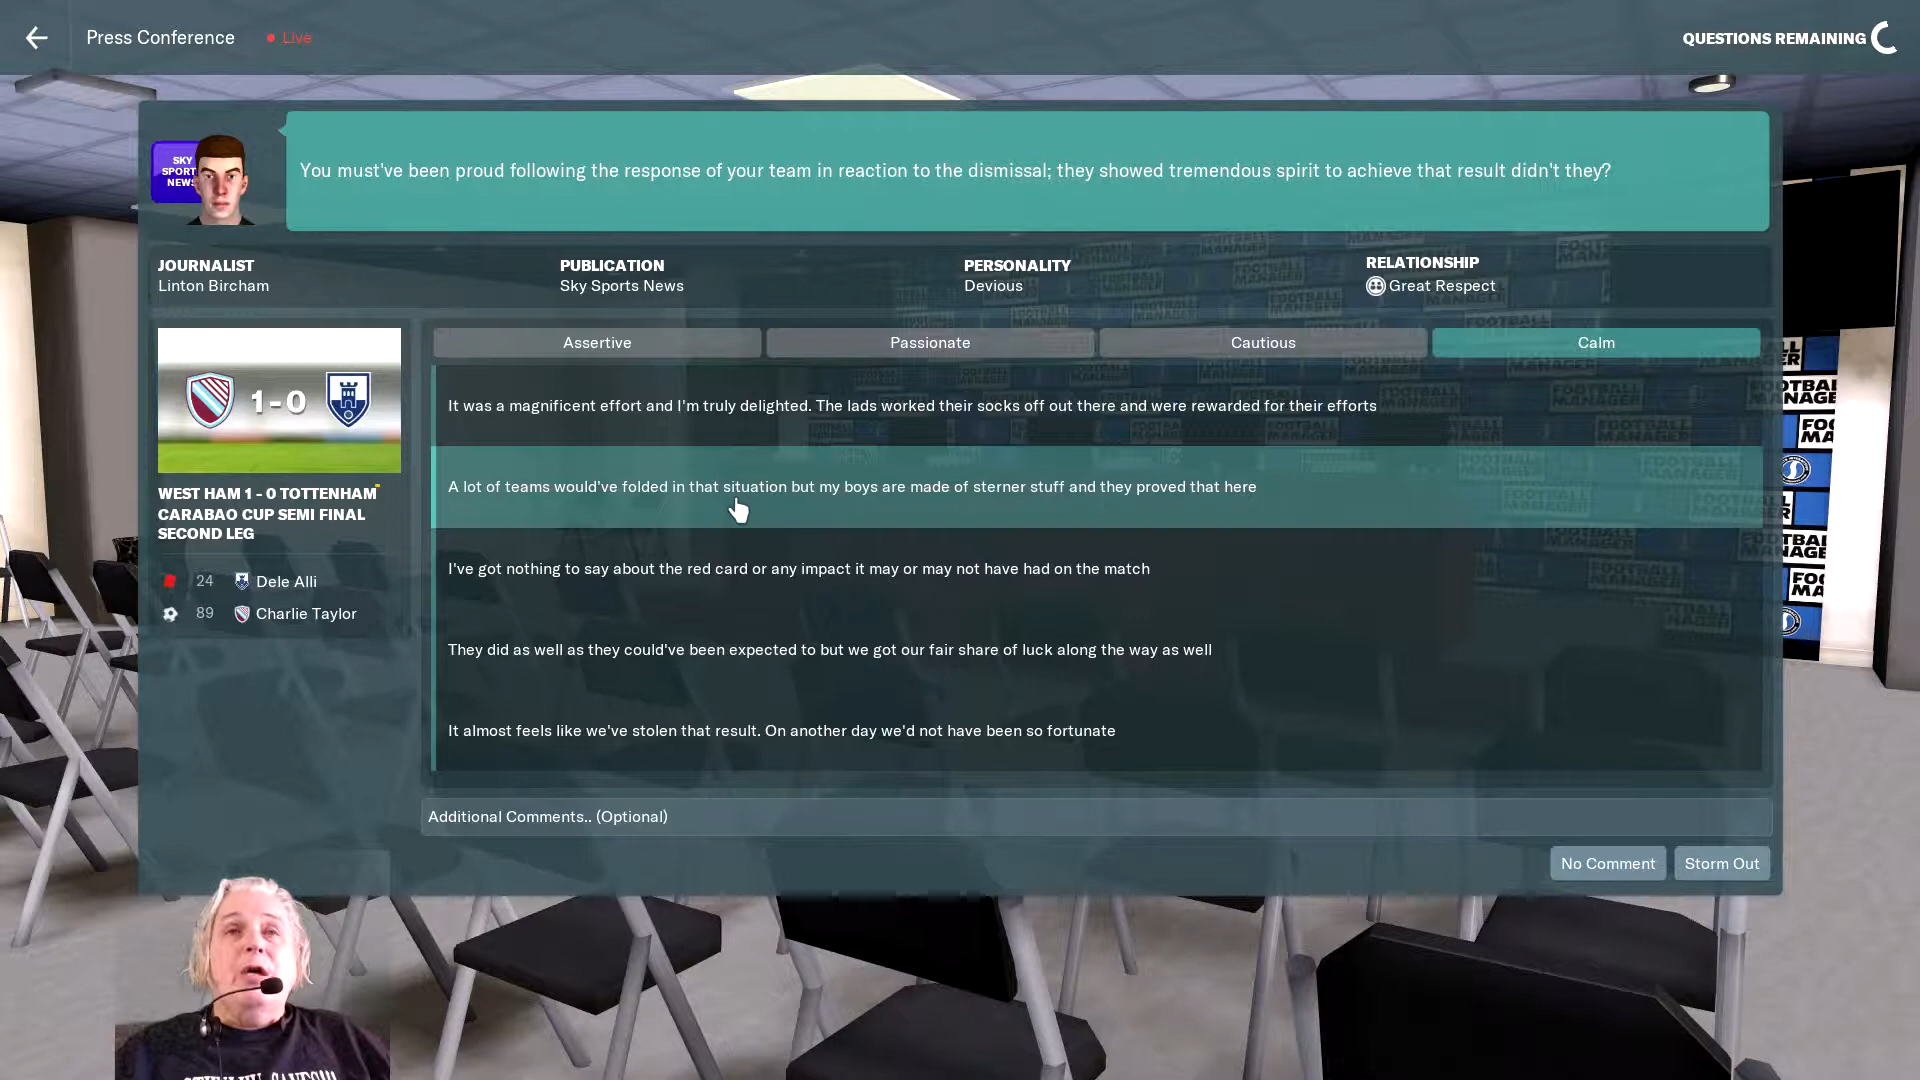 Press Conference
Live
QUESTIONS REMAINING
SKY
SPORT
NEWS
You must've been proud following the response of your team in reaction to the dismissal; they showed tremendous spirit to achieve that result didn't they?
JOURNALIST
Linton Bircham
PUBLICATION
Sky Sports News
PERSONALITY
Devious
RELATIONSHIP
Great Respect
1-0
WEST HAM 1 - 0 TOTTENHAM
CARABAO CUP SEMI FINAL
SECOND LEG
24 Dele Alli
89 Charlie Taylor
Assertive
Passionate
Cautious
Calm
It was a magnificent effort and I'm truly delighted. The lads worked their socks off out there and were rewarded for their efforts
A lot of teams would've folded in that situation but my boys are made of sterner stuff and they proved that here
I've got nothing to say about the red card or any impact it may or may not have had on the match
They did as well as they could've been expected to but we got our fair share of luck along the way as well
It almost feels like we've stolen that result. On another day we'd not have been so fortunate
Additional Comments.. (Optional)
No Comment
Storm Out